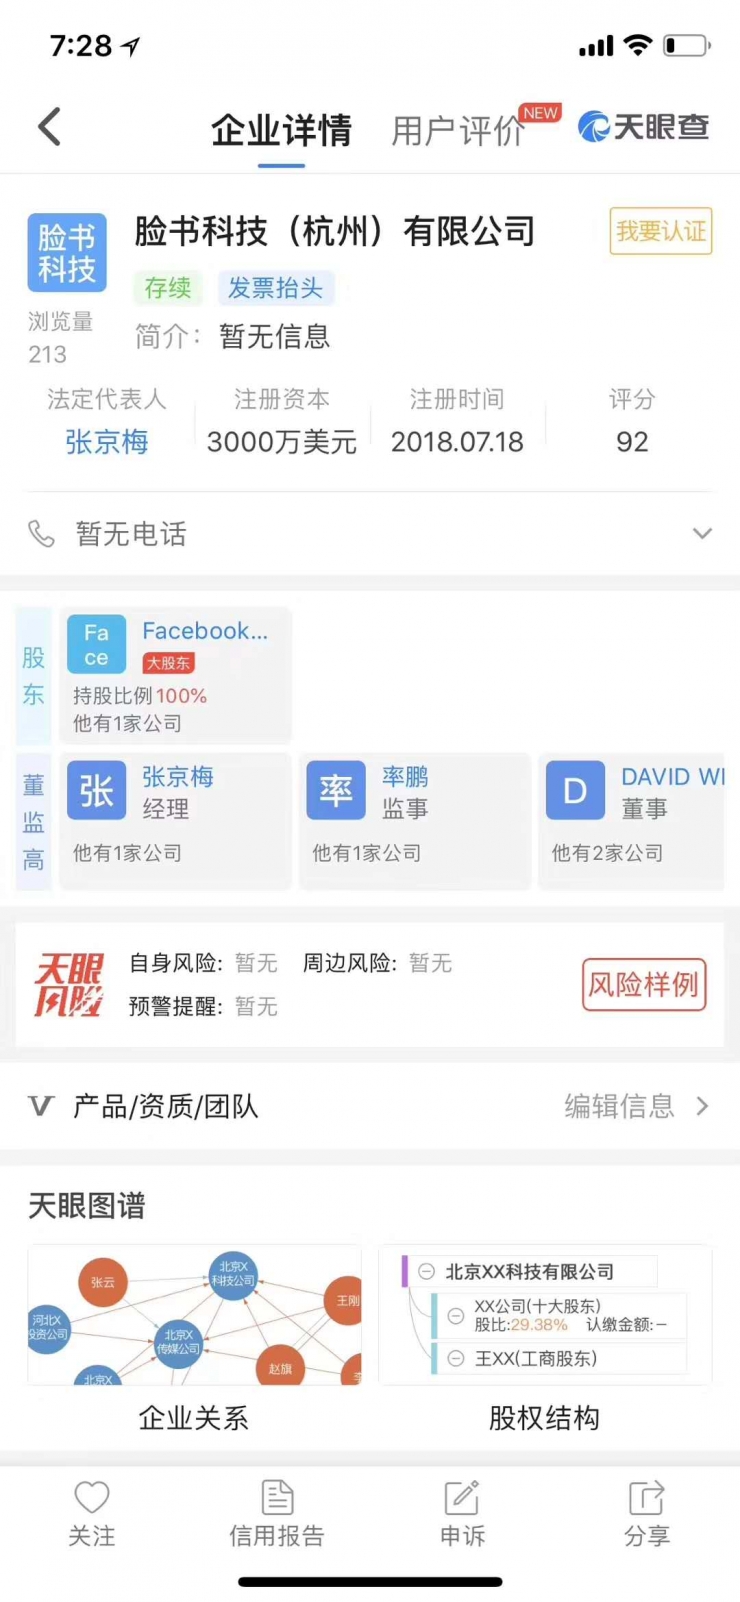 7:28
企业详情 用户评价 NEW 天眼查
脸书科技
脸书科技（杭州）有限公司 我要认证
存续 发票抬头
浏览量
213
简介： 暂无信息
法定代表人 注册资本 注册时间 评分
张京梅 3000万美元 2018.07.18 92
暂无电话
股东
Face
Facebook...
大股东
持股比例100%
他有1家公司
董监高
张 张京梅
经理
他有1家公司
率 率鹏
监事
他有1家公司
D DAVID WI
董事
他有2家公司
天眼风险
自身风险: 暂无 周边风险: 暂无
预警提醒: 暂无
风险样例
V 产品/资质/团队 编辑信息
天眼图谱
张云
北京X
科技公司
王刚
河北X
投资公司
北京X
传媒公司
赵旗
北京X
北京XX科技有限公司
XX公司(十大股东)
股比:29.38% 认缴金额:–
王XX(工商股东)
企业关系 股权结构
关注 信用报告 申诉 分享